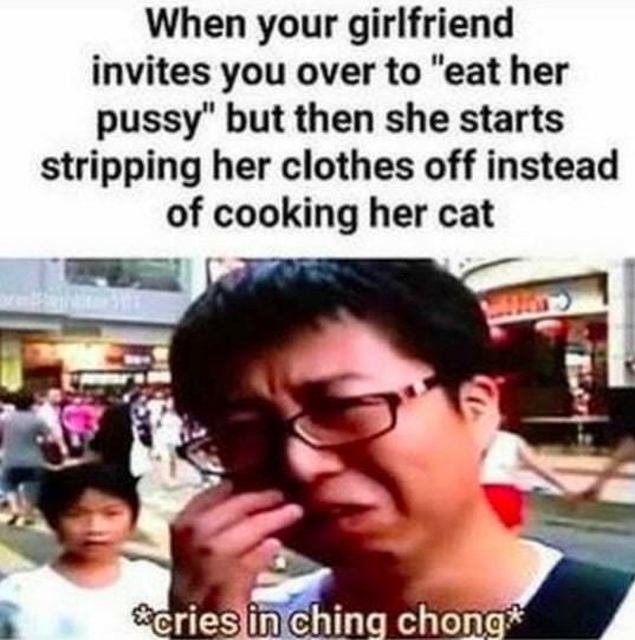 When your girlfriend
invites you over to "eat her
pussy" but then she starts
stripping her clothes off instead
of cooking her cat
*cries in ching chong*